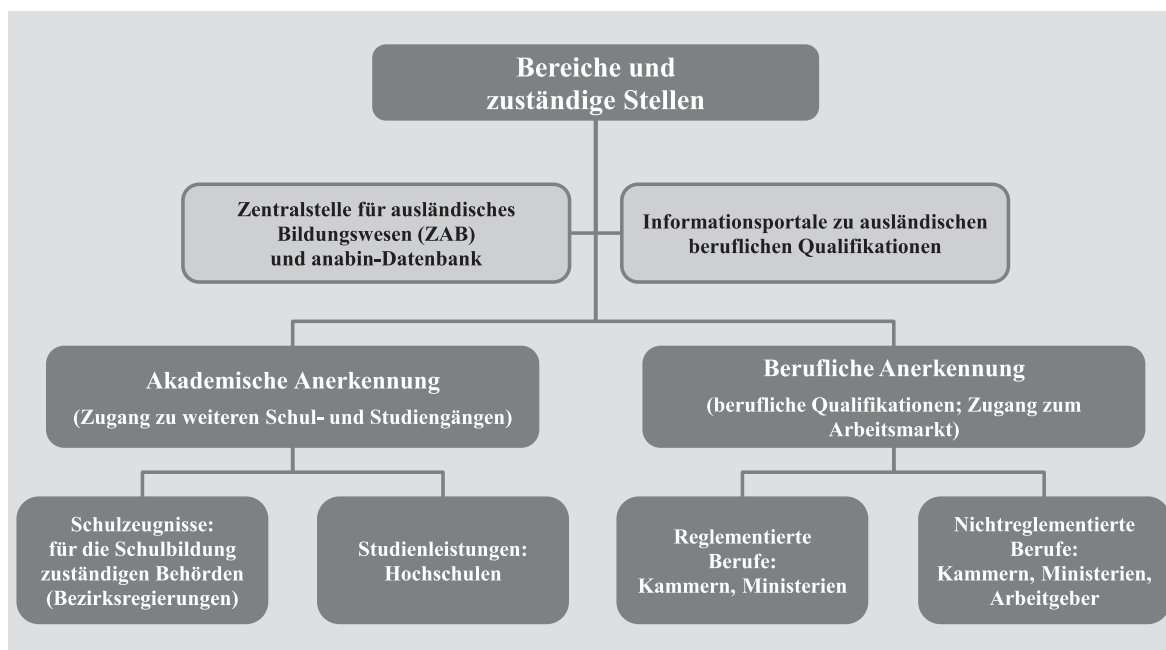 Bereiche und
zuständige Stellen
Zentralstelle für ausländisches
Bildungswesen (ZAB)
und anabin-Datenbank
Informationsportale zu ausländischen
beruflichen Qualifikationen
Akademische Anerkennung
(Zugang zu weiteren Schul- und Studiengängen)
Berufliche Anerkennung
(berufliche Qualifikationen; Zugang zum
Arbeitsmarkt)
Schulzeugnisse:
für die Schulbildung
zuständigen Behörden
(Bezirksregierungen)
Studienleistungen:
Hochschulen
Reglementierte
Berufe:
Kammern, Ministerien
Nichtreglementierte
Berufe:
Kammern, Ministerien,
Arbeitgeber